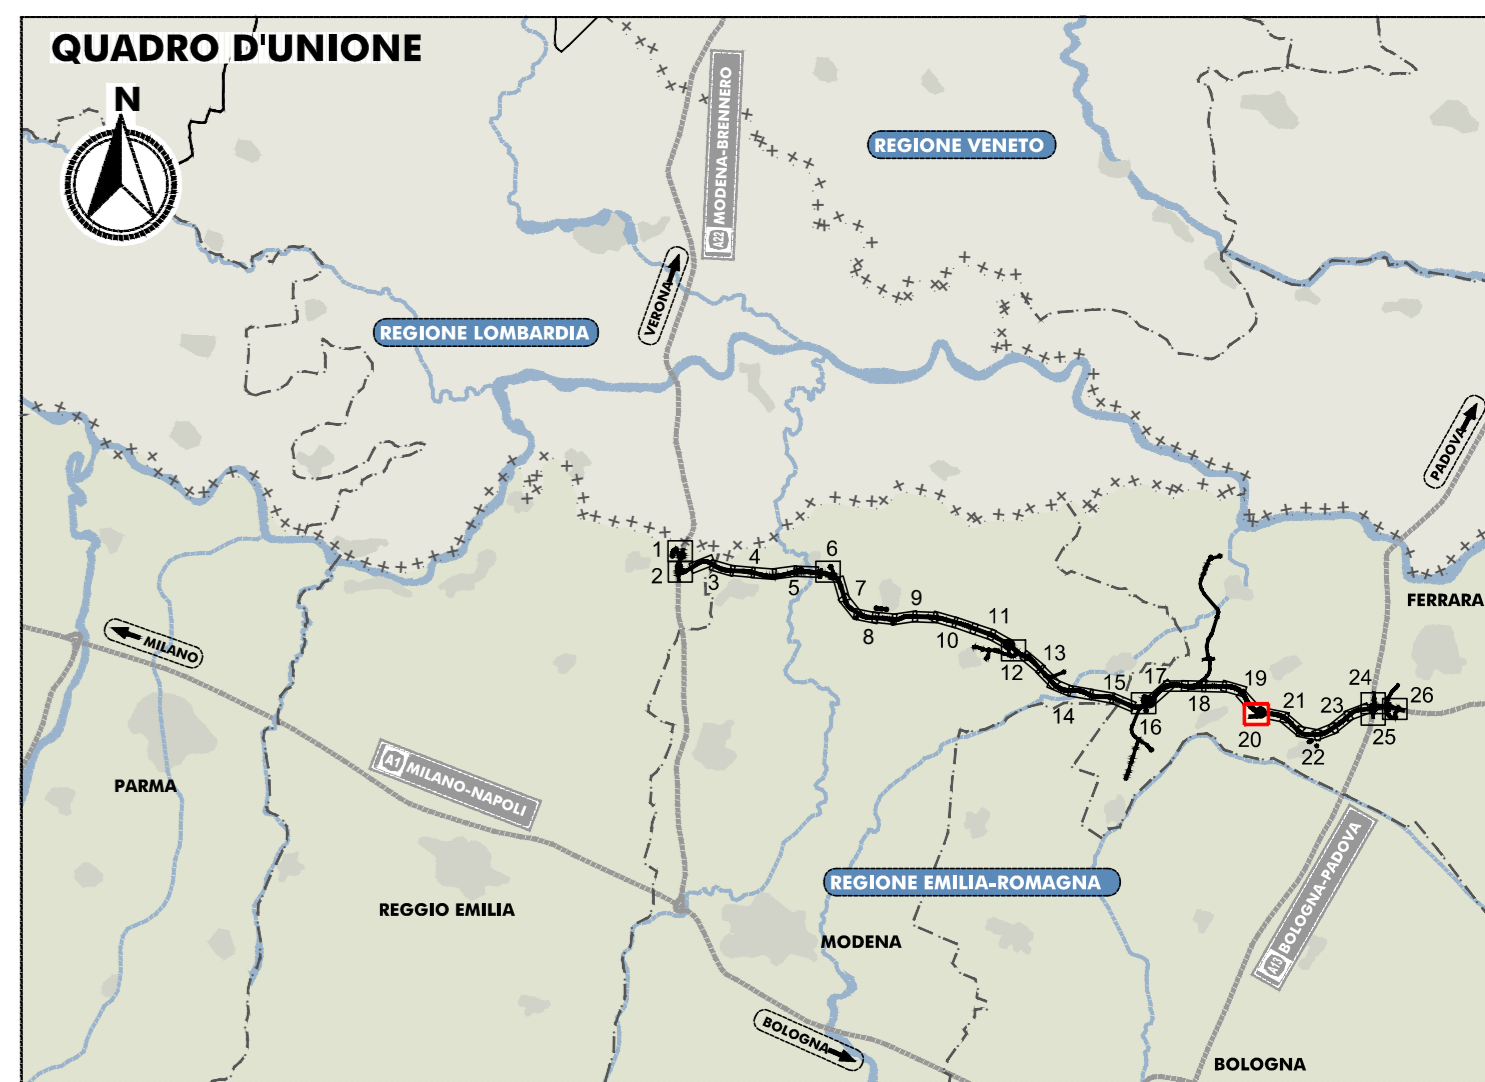 QUADRO D'UNIONE
N
A22 MODENA-BRENNERO
REGIONE VENETO
VERONA
REGIONE LOMBARDIA
PADOVA
1
2
3
4
5
6
7
8
9
10
11
12
13
14
15
16
17
18
19
20
21
22
23
24
25
26
FERRARA
MILANO
PARMA
A1 MILANO-NAPOLI
REGGIO EMILIA
REGIONE EMILIA-ROMAGNA
MODENA
A13 BOLOGNA-PADOVA
BOLOGNA
BOLOGNA